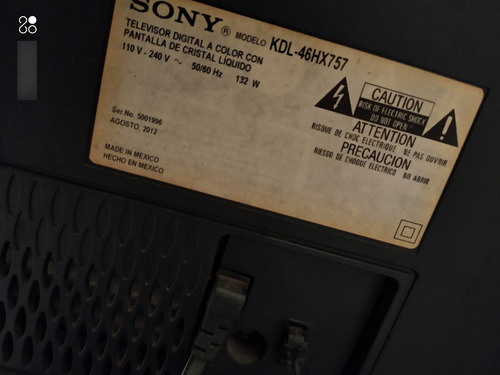 SONY® MODELO: KDL-46HX757
TELEVISOR DIGITAL A COLOR CON
PANTALLA DE CRISTAL LÍQUIDO
110 V - 240 V ~ 50/60 Hz 132 W
CAUTION
RISK OF ELECTRIC SHOCK
DO NOT OPEN
ATTENTION
RISQUE DE CHOC ELECTRIQUE NE PAS OUVRIR
PRECAUCION
RIESGO DE CHOQUE ELECTRICO NO ABRIR
Ser.No. 5001996
AGOSTO, 2012
MADE IN MEXICO
HECHO EN MEXICO